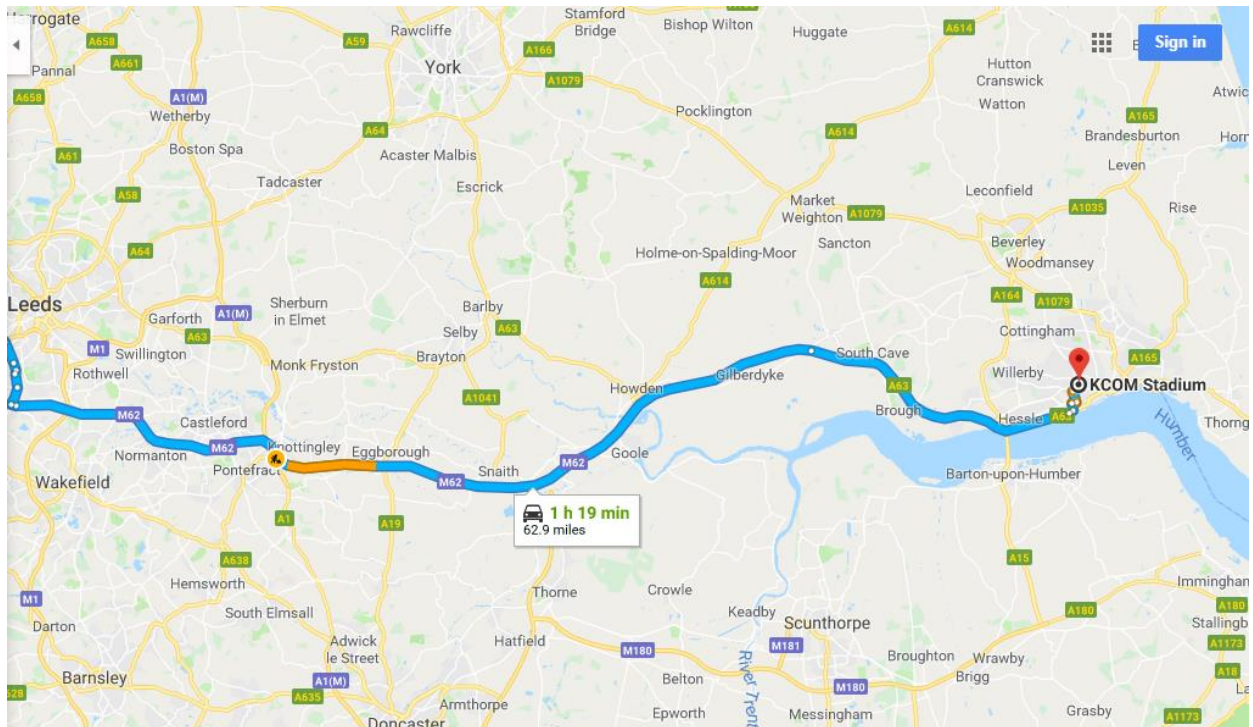 Harrogate
Stamford
Bridge
Bishop Wilton
Huggate
A614
Sign in
Rawcliffe
A59
A166
A658
A661
Pannal
York
A1079
Hutton
Cranswick
A1(M)
Wetherby
A658
Pocklington
Watton
Atwic
A165
A64
A614
Brandesburton
Horn
Boston Spa
Acaster Malbis
A61
Leven
Tadcaster
Escrick
Leconfield
A58
Market
Weighton
A1079
A1035
Rise
Sancton
Beverley
A64
Holme-on-Spalding-Moor
Woodmansey
A614
A164
A1079
Leeds
Sherburn
in Elmet
Barlby
A1(M)
Garforth
A63
Selby
A63
Cottingham
M1
Swillington
Monk Fryston
Brayton
South Cave
A165
Rothwell
Gilberdyke
Willerby
KCOM Stadium
Howden
A63
A1041
Brough
Hessle
A63
M62
Castleford
Thorng
Humber
Normanton
M62
Knottingley
Eggborough
Goole
Pontefract
Snaith
M62
Barton-upon-Humber
Wakefield
M62
1 h 19 min
62.9 miles
A1
A19
A15
A638
Hemsworth
Thorne
Crowle
Immingham
M1
South Elmsall
Keadby
Scunthorpe
A180
A180
Stallingb
Darton
Adwick
le Street
Hatfield
M180
M181
Broughton
Wrawby
A1173
Barnsley
A1(M)
Belton
M180
Brigg
A18
La
628
A635
Armthorpe
River Trent
Doncaster
Epworth
Messingham
Grasby
A1173